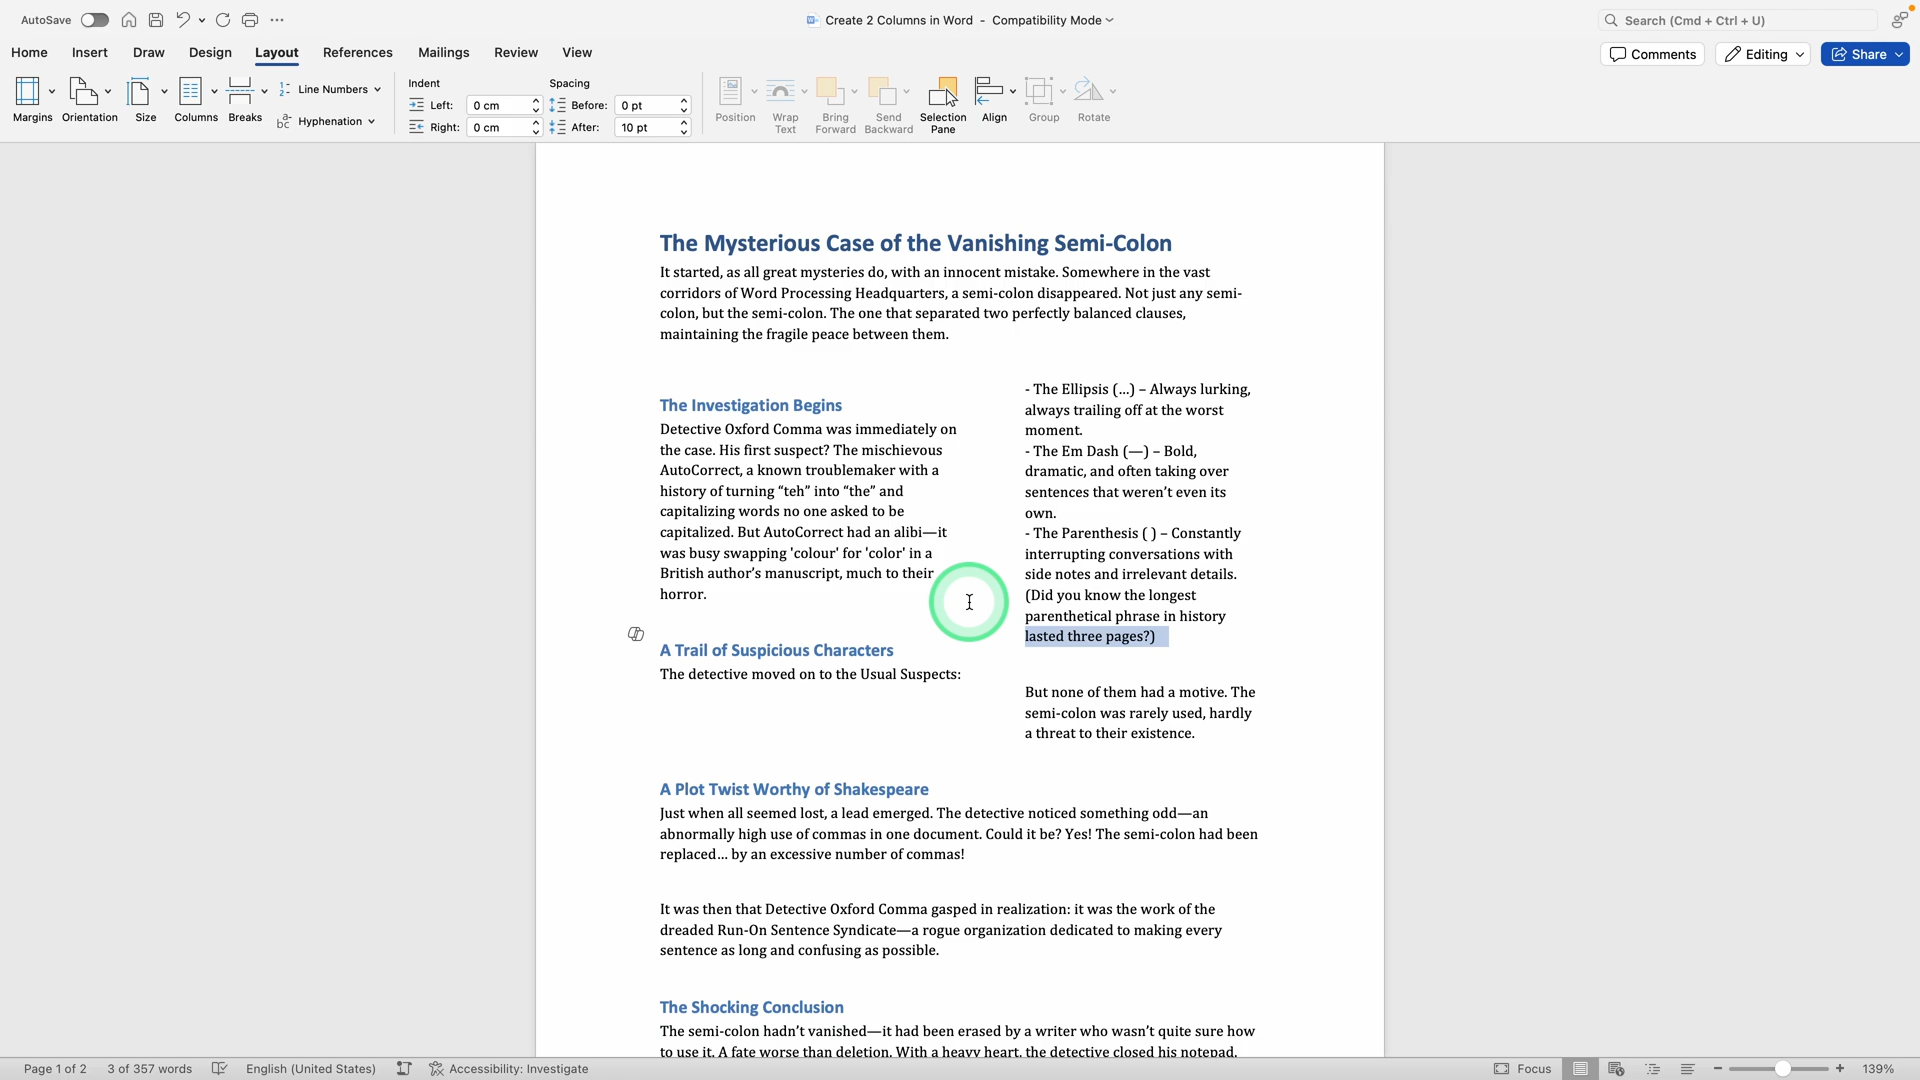 AutoSave
Create 2 Columns in Word - Compatibility Mode
Search (Cmd + Ctrl + U)
Home Insert Draw Design Layout References Mailings Review View
Comments Editing Share
Margins Orientation Size Columns Breaks
Line Numbers
Hyphenation
Indent
Left: 0 cm
Right: 0 cm
Spacing
Before: 0 pt
After: 10 pt
Position
Wrap Text
Bring Forward
Send Backward
Selection Pane
Align Group Rotate
The Mysterious Case of the Vanishing Semi-Colon
It started, as all great mysteries do, with an innocent mistake. Somewhere in the vast
corridors of Word Processing Headquarters, a semi-colon disappeared. Not just any semi-
colon, but the semi-colon. The one that separated two perfectly balanced clauses,
maintaining the fragile peace between them.
The Investigation Begins
Detective Oxford Comma was immediately on
the case. His first suspect? The mischievous
AutoCorrect, a known troublemaker with a
history of turning “teh” into “the” and
capitalizing words no one asked to be
capitalized. But AutoCorrect had an alibi—it
was busy swapping 'colour' for 'color' in a
British author’s manuscript, much to their
horror.
A Trail of Suspicious Characters
The detective moved on to the Usual Suspects:
- The Ellipsis (...) – Always lurking,
always trailing off at the worst
moment.
- The Em Dash (—) – Bold,
dramatic, and often taking over
sentences that weren’t even its
own.
- The Parenthesis ( ) – Constantly
interrupting conversations with
side notes and irrelevant details.
(Did you know the longest
parenthetical phrase in history
lasted three pages?)
But none of them had a motive. The
semi-colon was rarely used, hardly
a threat to their existence.
A Plot Twist Worthy of Shakespeare
Just when all seemed lost, a lead emerged. The detective noticed something odd—an
abnormally high use of commas in one document. Could it be? Yes! The semi-colon had been
replaced... by an excessive number of commas!
It was then that Detective Oxford Comma gasped in realization: it was the work of the
dreaded Run-On Sentence Syndicate—a rogue organization dedicated to making every
sentence as long and confusing as possible.
The Shocking Conclusion
The semi-colon hadn’t vanished—it had been erased by a writer who wasn’t quite sure how
to use it. A fate worse than deletion. With a heavy heart, the detective closed his notepad.
Page 1 of 2 3 of 357 words English (United States) Accessibility: Investigate Focus 139%